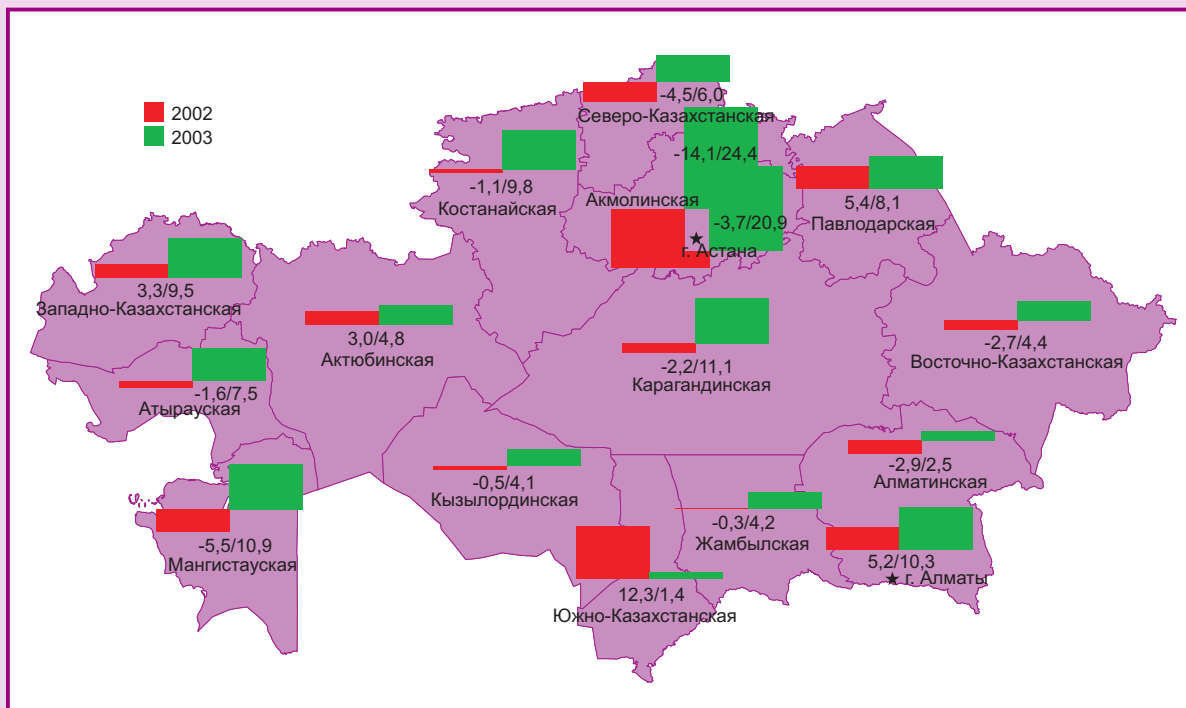 2002
2003
-4,5/6,0
Северо-Казахстанская
-14,1/24,4
Акмолинская
-3,7/20,9
г. Астана
-1,1/9,8
Костанайская
5,4/8,1
Павлодарская
3,3/9,5
Западно-Казахстанская
3,0/4,8
Актюбинская
-2,2/11,1
Карагандинская
-2,7/4,4
Восточно-Казахстанская
-1,6/7,5
Атырауская
-0,5/4,1
Кызылординская
-2,9/2,5
Алматинская
-5,5/10,9
Мангистауская
-0,3/4,2
Жамбылская
5,2/10,3
г. Алматы
12,3/1,4
Южно-Казахстанская